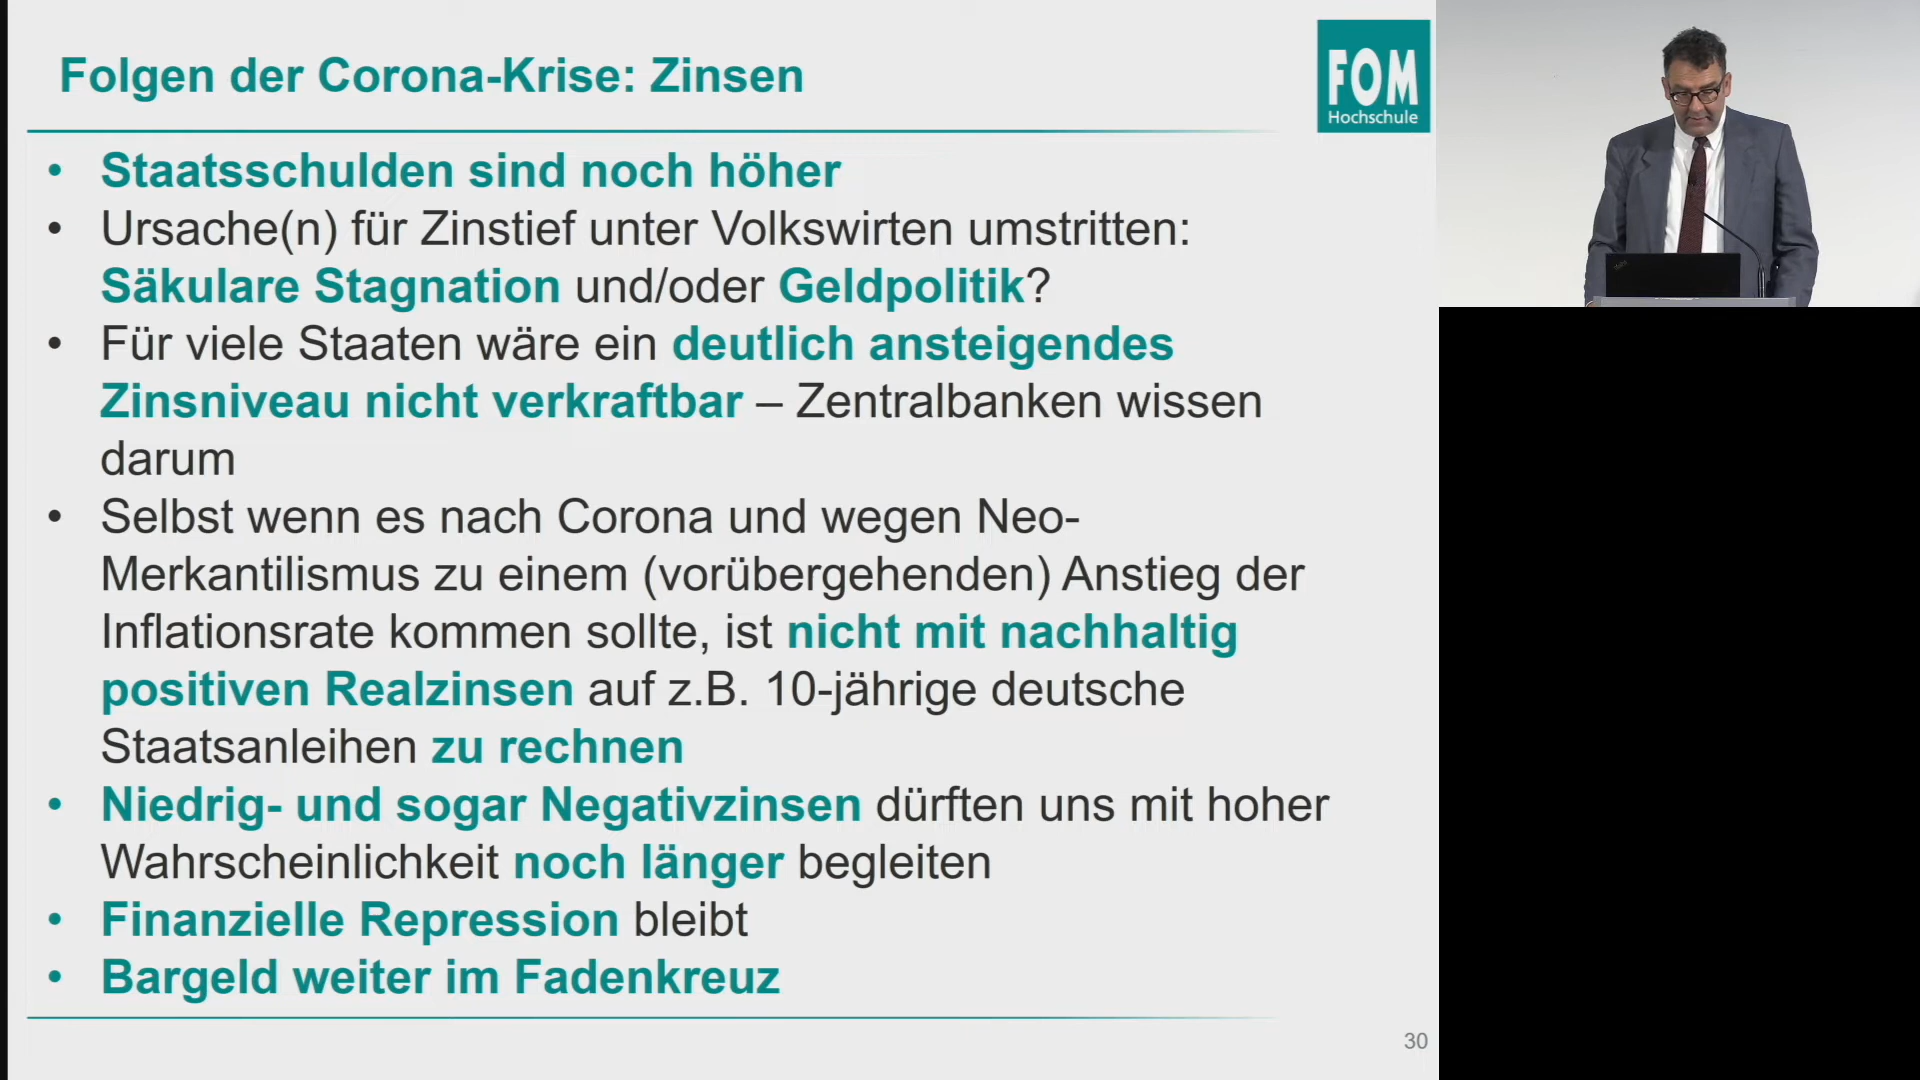 Folgen der Corona-Krise: Zinsen
FOM
Hochschule
• Staatsschulden sind noch höher
• Ursache(n) für Zinstief unter Volkswirten umstritten:
Säkulare Stagnation und/oder Geldpolitik?
• Für viele Staaten wäre ein deutlich ansteigendes
Zinsniveau nicht verkraftbar – Zentralbanken wissen
darum
• Selbst wenn es nach Corona und wegen Neo-
Merkantilismus zu einem (vorübergehenden) Anstieg der
Inflationsrate kommen sollte, ist nicht mit nachhaltig
positiven Realzinsen auf z.B. 10-jährige deutsche
Staatsanleihen zu rechnen
• Niedrig- und sogar Negativzinsen dürften uns mit hoher
Wahrscheinlichkeit noch länger begleiten
• Finanzielle Repression bleibt
• Bargeld weiter im Fadenkreuz
30